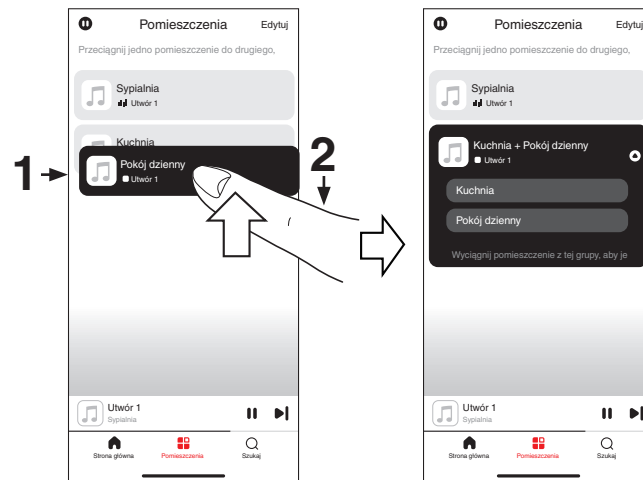 Pomieszczenia Edytuj
Przeciągnij jedno pomieszczenie do drugiego,
Sypialnia
Utwór 1
Kuchnia
Pokój dzienny
Utwór 1
1
2
Utwór 1
Sypialnia
Strona główna Pomieszczenia Szukaj
Pomieszczenia Edytuj
Przeciągnij jedno pomieszczenie do drugiego,
Sypialnia
Utwór 1
Kuchnia + Pokój dzienny
Utwór 1
Kuchnia
Pokój dzienny
Wyciągnij pomieszczenie z tej grupy, aby je
Utwór 1
Sypialnia
Strona główna Pomieszczenia Szukaj